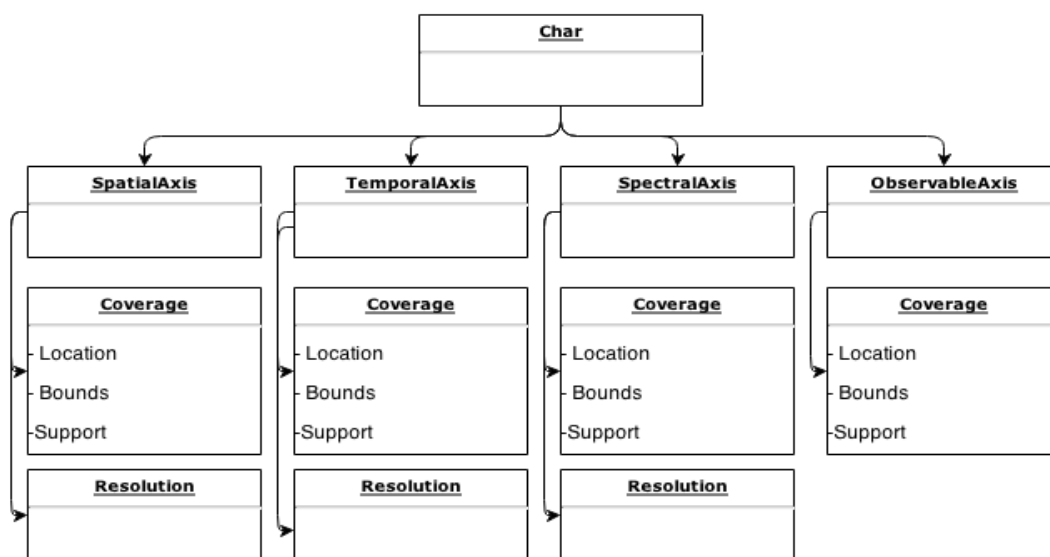 Char
SpatialAxis
TemporalAxis
SpectralAxis
ObservableAxis
Coverage
- Location
- Bounds
-Support
Coverage
- Location
- Bounds
-Support
Coverage
- Location
- Bounds
-Support
Coverage
- Location
- Bounds
-Support
Resolution
Resolution
Resolution